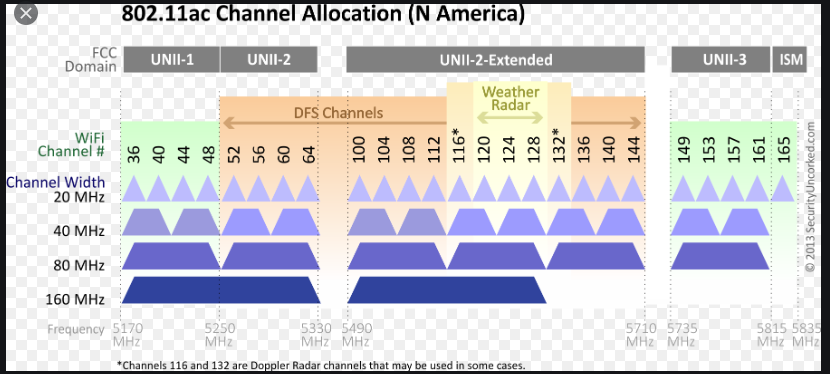 802.11ac Channel Allocation (N America)
FCC
Domain
UNII-1 UNII-2 UNII-2-Extended UNII-3 ISM
Weather
Radar
DFS Channels
WiFi
Channel #
36 40 44 48 52 56 60 64 100 104 108 112 116* 120 124 128 132* 136 140 144 149 153 157 161 165
Channel Width
20 MHz
40 MHz
80 MHz
160 MHz
Frequency
5170
MHz
5250
MHz
5330
MHz
5490
MHz
5710
MHz
5735
MHz
5815
MHz
5835
MHz
*Channels 116 and 132 are Doppler Radar channels that may be used in some cases.
© 2013 SecurityUncorked.com